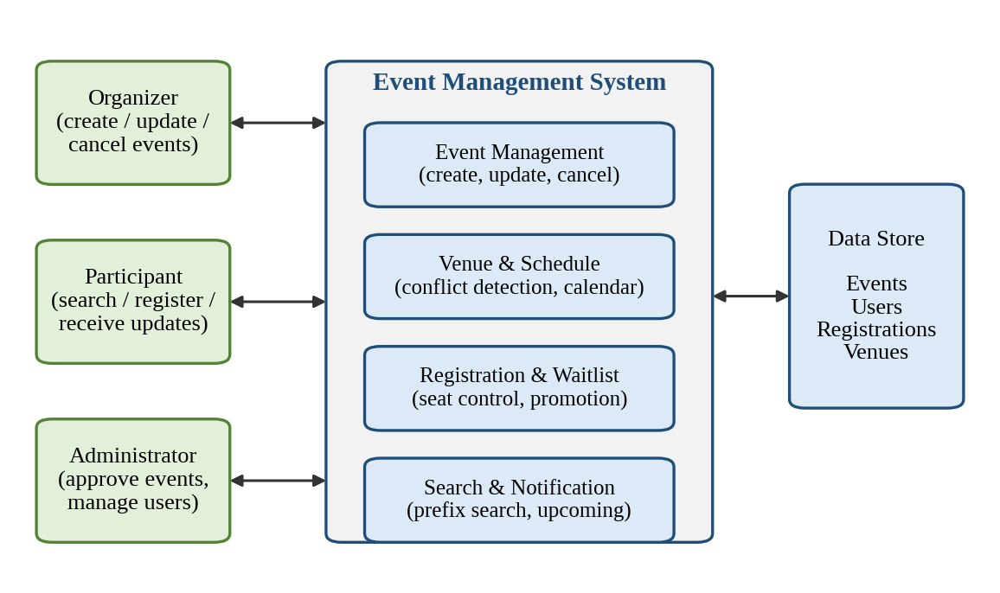 Organizer
(create / update /
cancel events)
Participant
(search / register /
receive updates)
Administrator
(approve events,
manage users)
Event Management System
Event Management
(create, update, cancel)
Venue & Schedule
(conflict detection, calendar)
Registration & Waitlist
(seat control, promotion)
Search & Notification
(prefix search, upcoming)
Data Store
Events
Users
Registrations
Venues